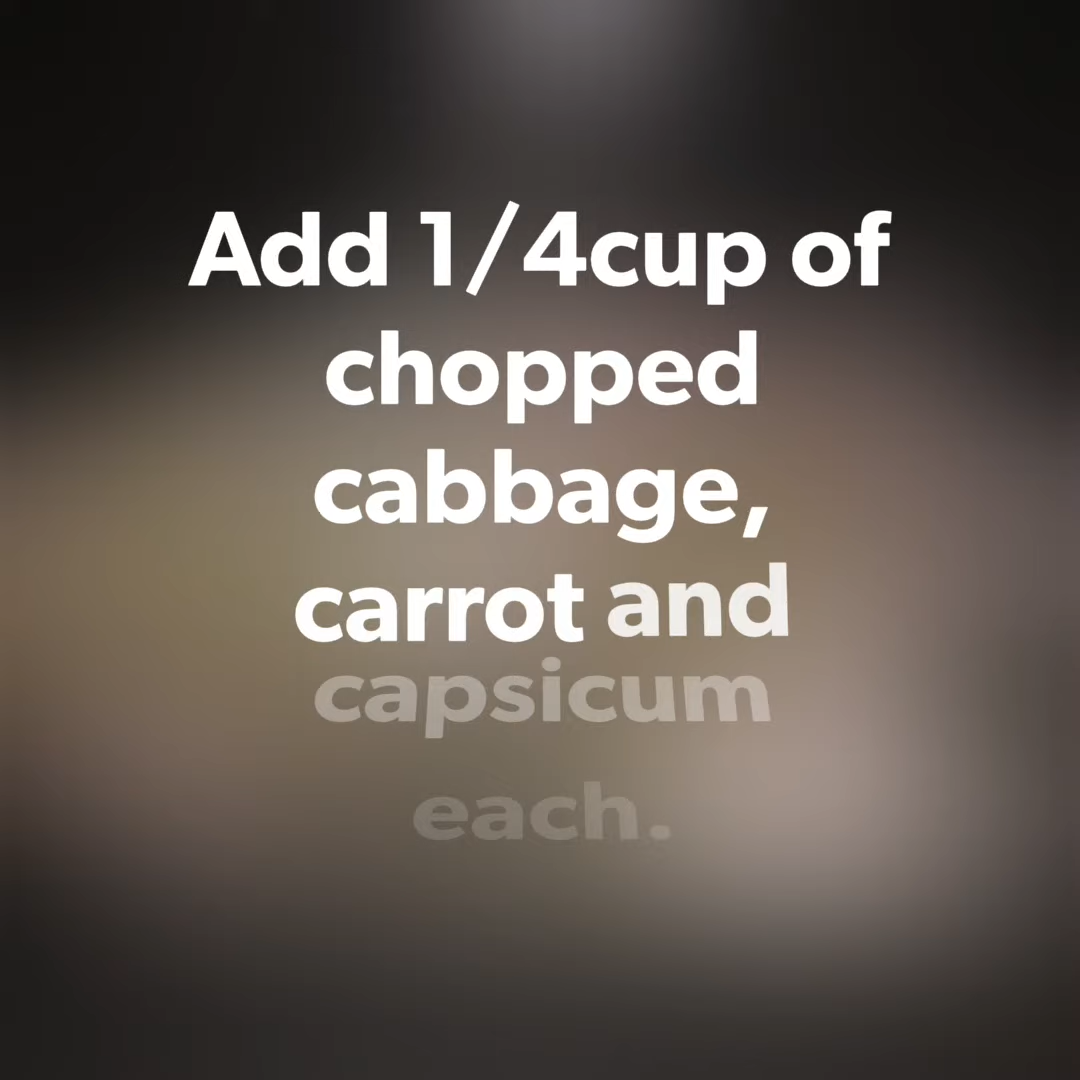 Add 1/4cup of
chopped
cabbage,
carrot and
capsicum
each.